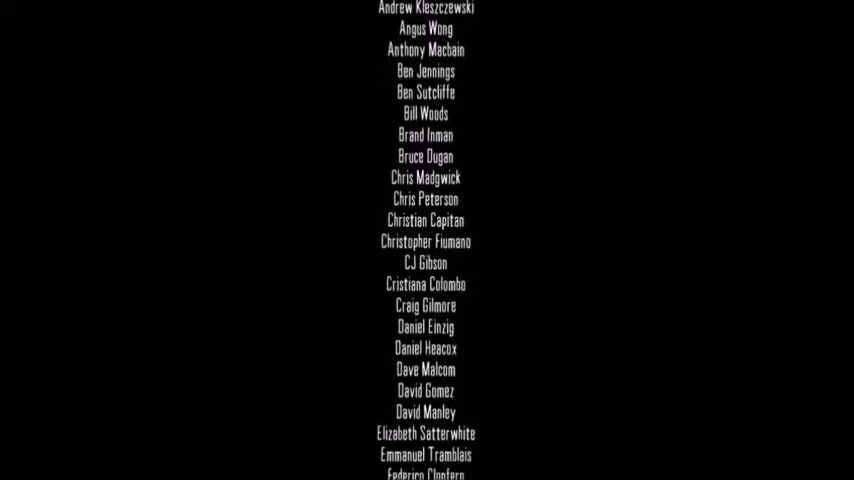 Andrew Kleszczewski
Angus Wong
Anthony Macbain
Ben Jennings
Ben Sutcliffe
Bill Woods
Brand Inman
Bruce Dugan
Chris Madgwick
Chris Peterson
Christian Capitan
Christopher Fiumano
CJ Gibson
Cristiana Colombo
Craig Gilmore
Daniel Einzig
Daniel Heacox
Dave Malcom
David Gomez
David Manley
Elizabeth Satterwhite
Emmanuel Tramblais
Federico